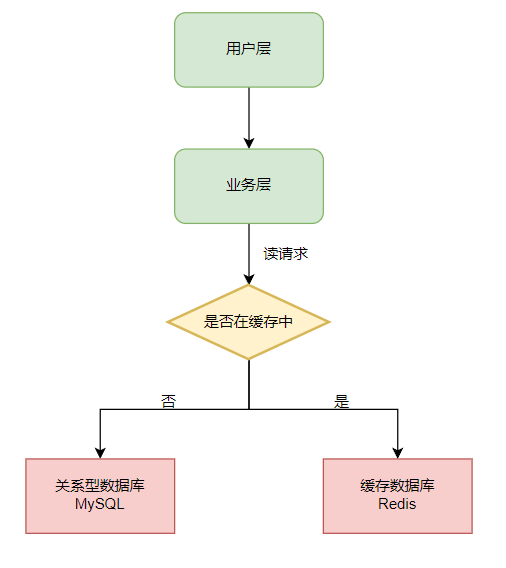 用户层
业务层
读请求
是否在缓存中
否
是
关系型数据库
MySQL
缓存数据库
Redis